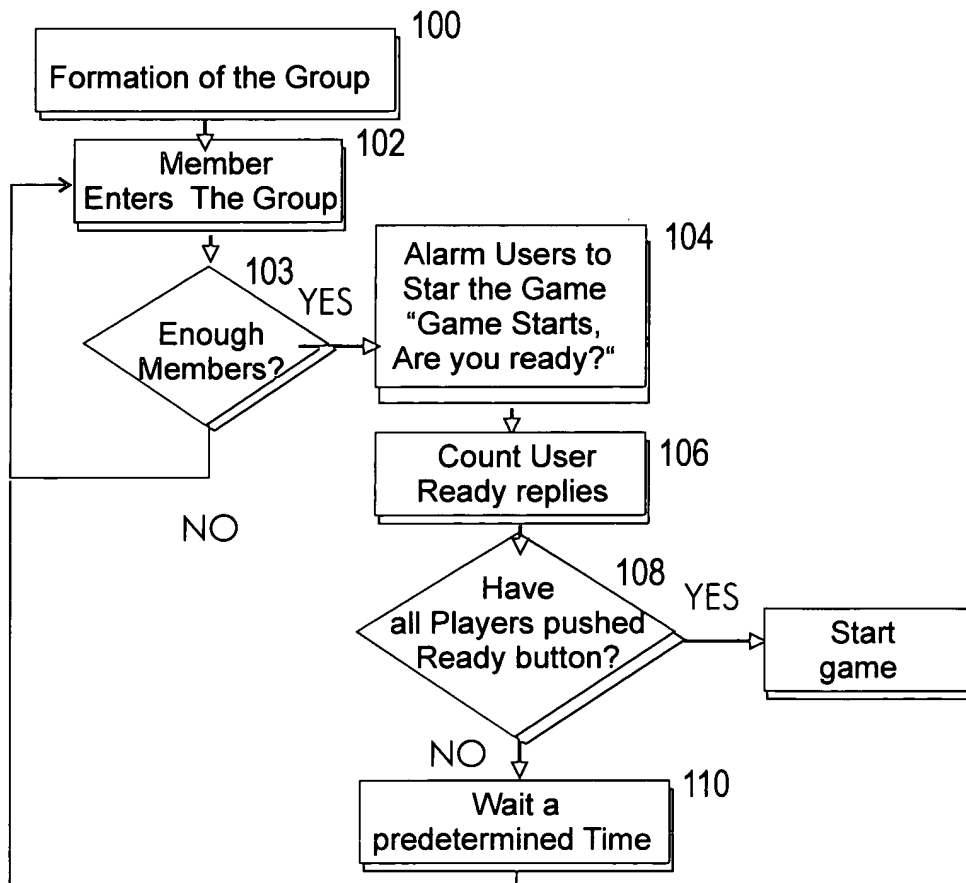 100
Formation of the Group
102
Member
Enters The Group
103
Enough
Members?
YES
NO
104
Alarm Users to
Star the Game
“Game Starts,
Are you ready?“
106
Count User
Ready replies
108
Have
all Players pushed
Ready button?
YES
Start
game
NO
110
Wait a
predetermined Time